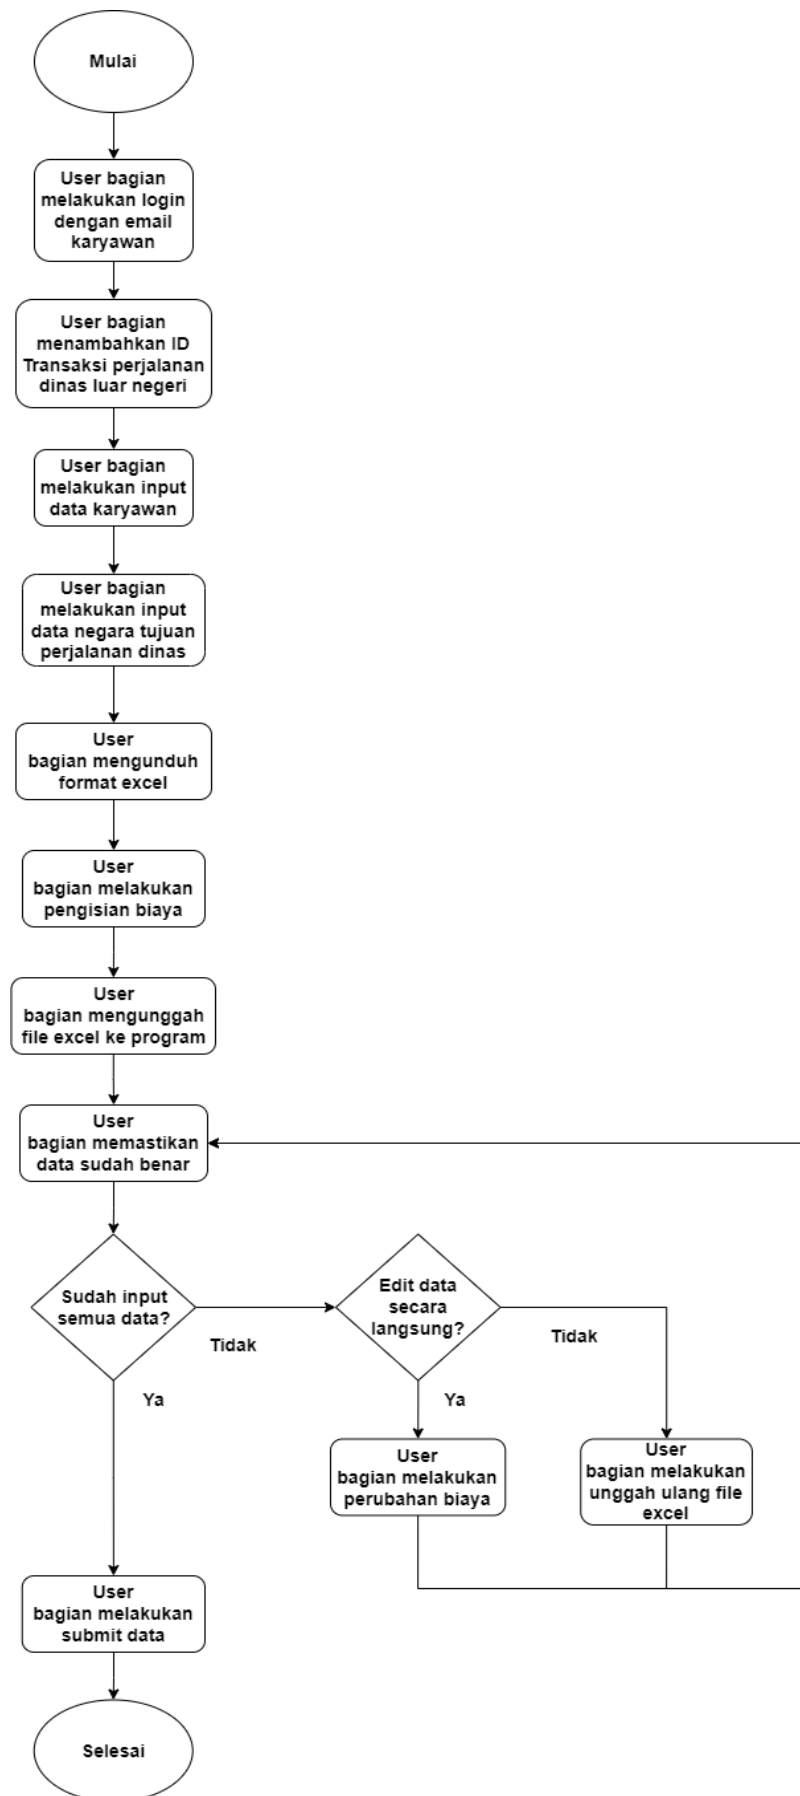 Mulai
User bagian
melakukan login
dengan email
karyawan
User bagian
menambahkan ID
Transaksi perjalanan
dinas luar negeri
User bagian
melakukan input
data karyawan
User bagian
melakukan input
data negara tujuan
perjalanan dinas
User
bagian mengunduh
format excel
User
bagian melakukan
pengisian biaya
User
bagian mengunggah
file excel ke program
User
bagian memastikan
data sudah benar
Sudah input
semua data?
Tidak
Edit data
secara
langsung?
Tidak
Ya
Ya
User
bagian melakukan
perubahan biaya
User
bagian melakukan
unggah ulang file
excel
User
bagian melakukan
submit data
Selesai